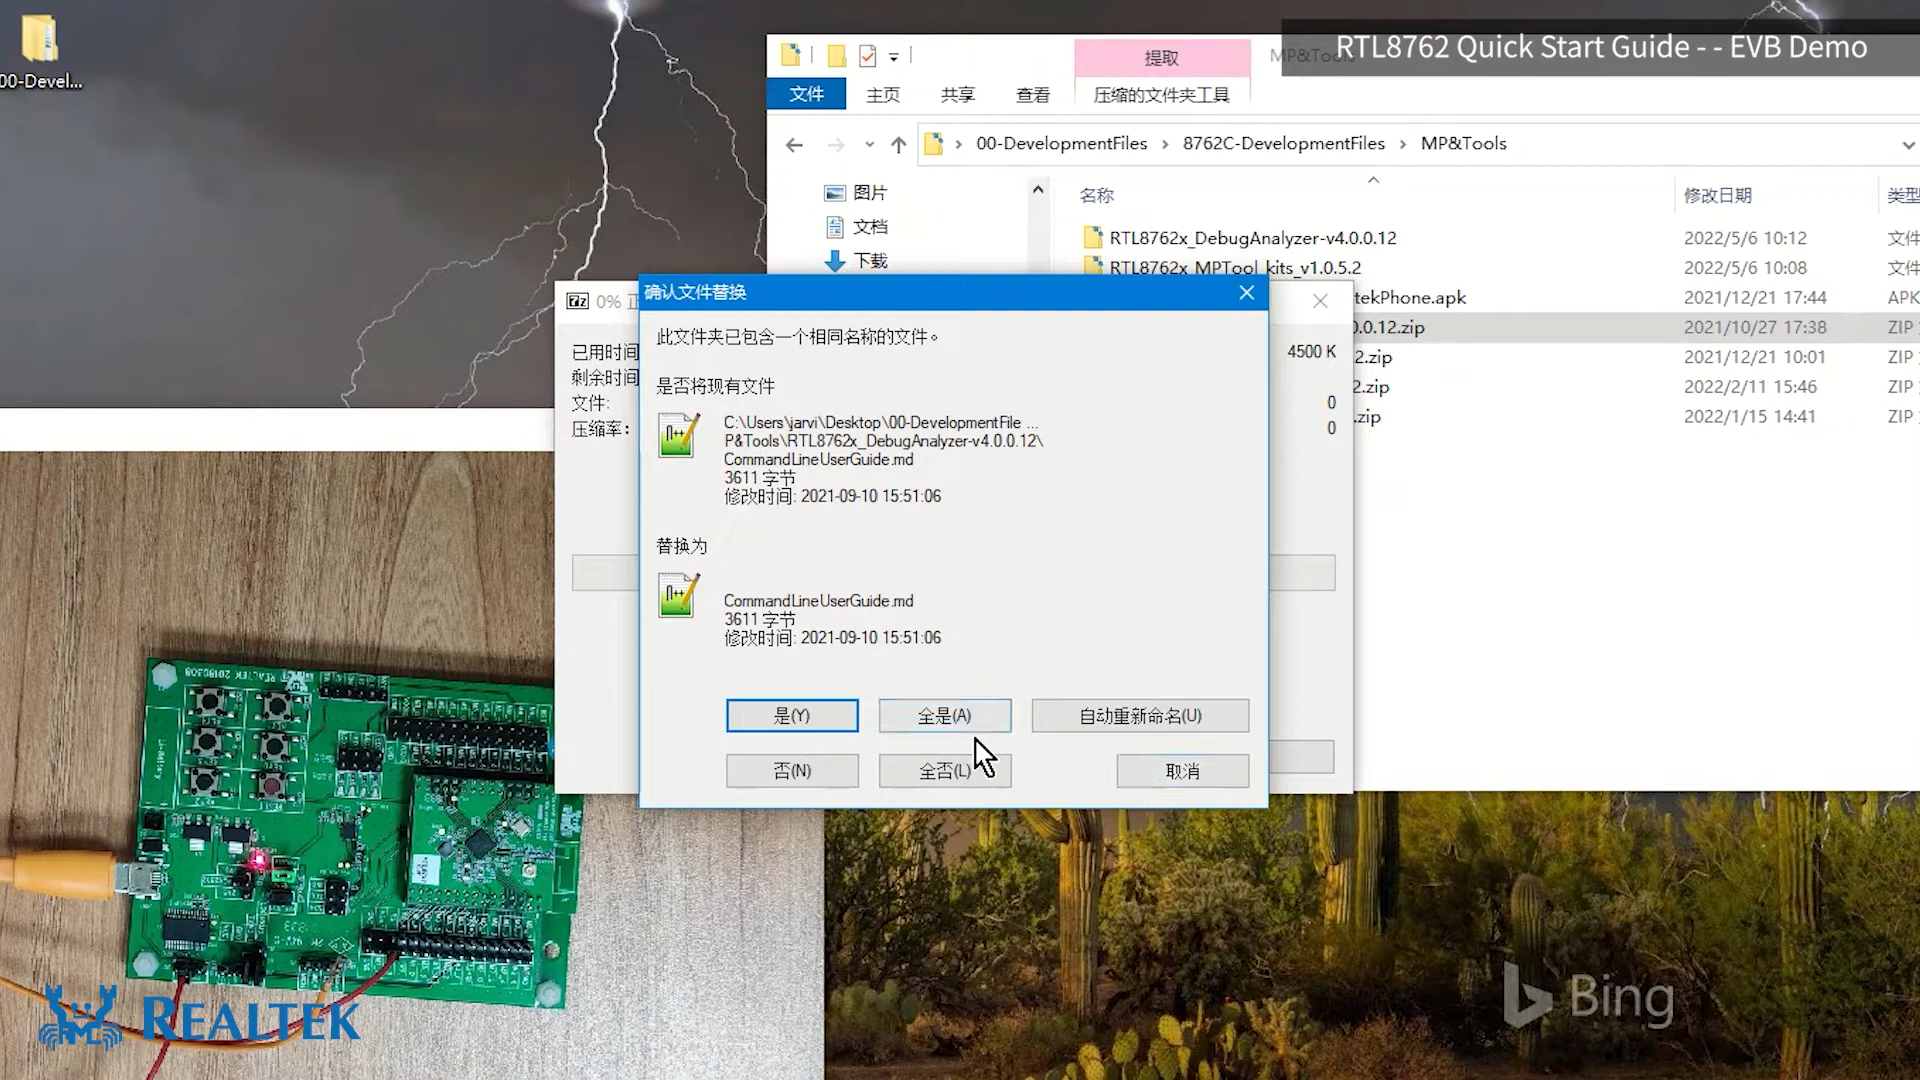 RTL8762 Quick Start Guide - - EVB Demo
00-Devel...
提取
文件
主页
共享
查看
压缩的文件夹工具
00-DevelopmentFiles
8762C-DevelopmentFiles
MP&Tools
图片
文档
下载
名称
修改日期
类型
RTL8762x_DebugAnalyzer-v4.0.0.12
2022/5/6 10:12
文件
RTL8762x_MPTool_kits_v1.0.5.2
2022/5/6 10:08
文件
tekPhone.apk
2021/12/21 17:44
APK
.0.12.zip
2021/10/27 17:38
ZIP
2.zip
2021/12/21 10:01
ZIP
2.zip
2022/2/11 15:46
ZIP
.zip
2022/1/15 14:41
ZIP
7z 0% 正
已用时间
剩余时间
文件:
压缩率:
4500 K
0
0
确认文件替换
此文件夹已包含一个相同名称的文件。
是否将现有文件
C:\Users\jarvi\Desktop\00-DevelopmentFile ...
P&Tools\RTL8762x_DebugAnalyzer-v4.0.0.12\
CommandLineUserGuide.md
3611 字节
修改时间: 2021-09-10 15:51:06
替换为
CommandLineUserGuide.md
3611 字节
修改时间: 2021-09-10 15:51:06
是(Y)
全是(A)
自动重新命名(U)
否(N)
全否(L)
取消
REALTEK 20180308
REALTEK
Bing